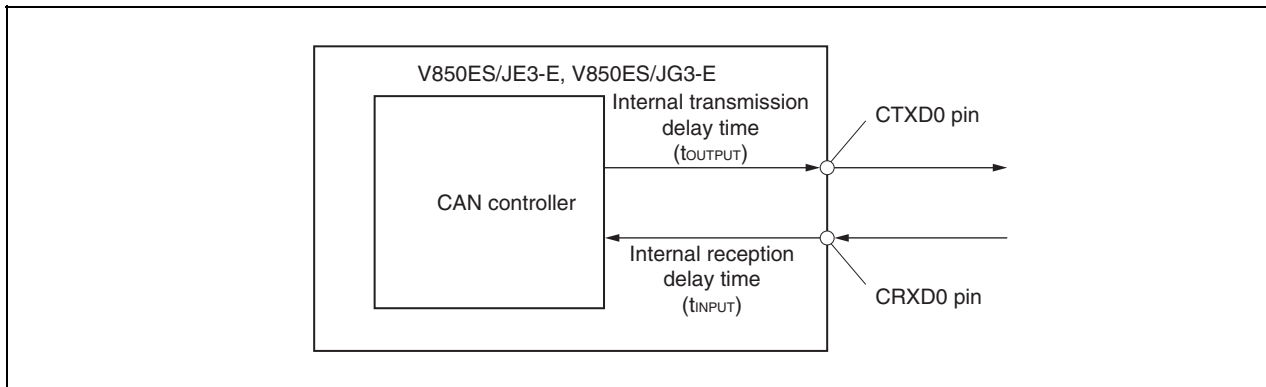 V850ES/JE3-E, V850ES/JG3-E
Internal transmission
delay time
(tOUTPUT)
CTXD0 pin
CAN controller
Internal reception
delay time
(tINPUT)
CRXD0 pin